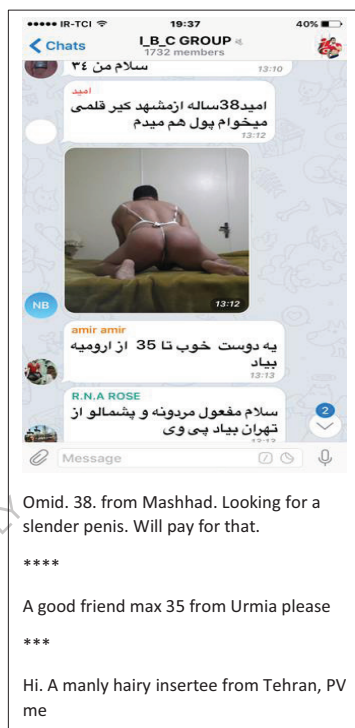 IR-TCI
19:37
40%
Chats
I_B_C GROUP
1732 members
سلام من ٣٤
13:10
امید
امید38ساله ازمشهد کیر قلمی
میخوام پول هم میدم
13:12
13:12
NB
amir amir
یه دوست خوب تا 35 از ارومیه
بیاد
13:13
R.N.A ROSE
سلام مفعول مردونه و پشمالو از
تهران بیاد پی وی
2
Message
Omid. 38. from Mashhad. Looking for a
slender penis. Will pay for that.
****
A good friend max 35 from Urmia please
***
Hi. A manly hairy insertee from Tehran, PV
me